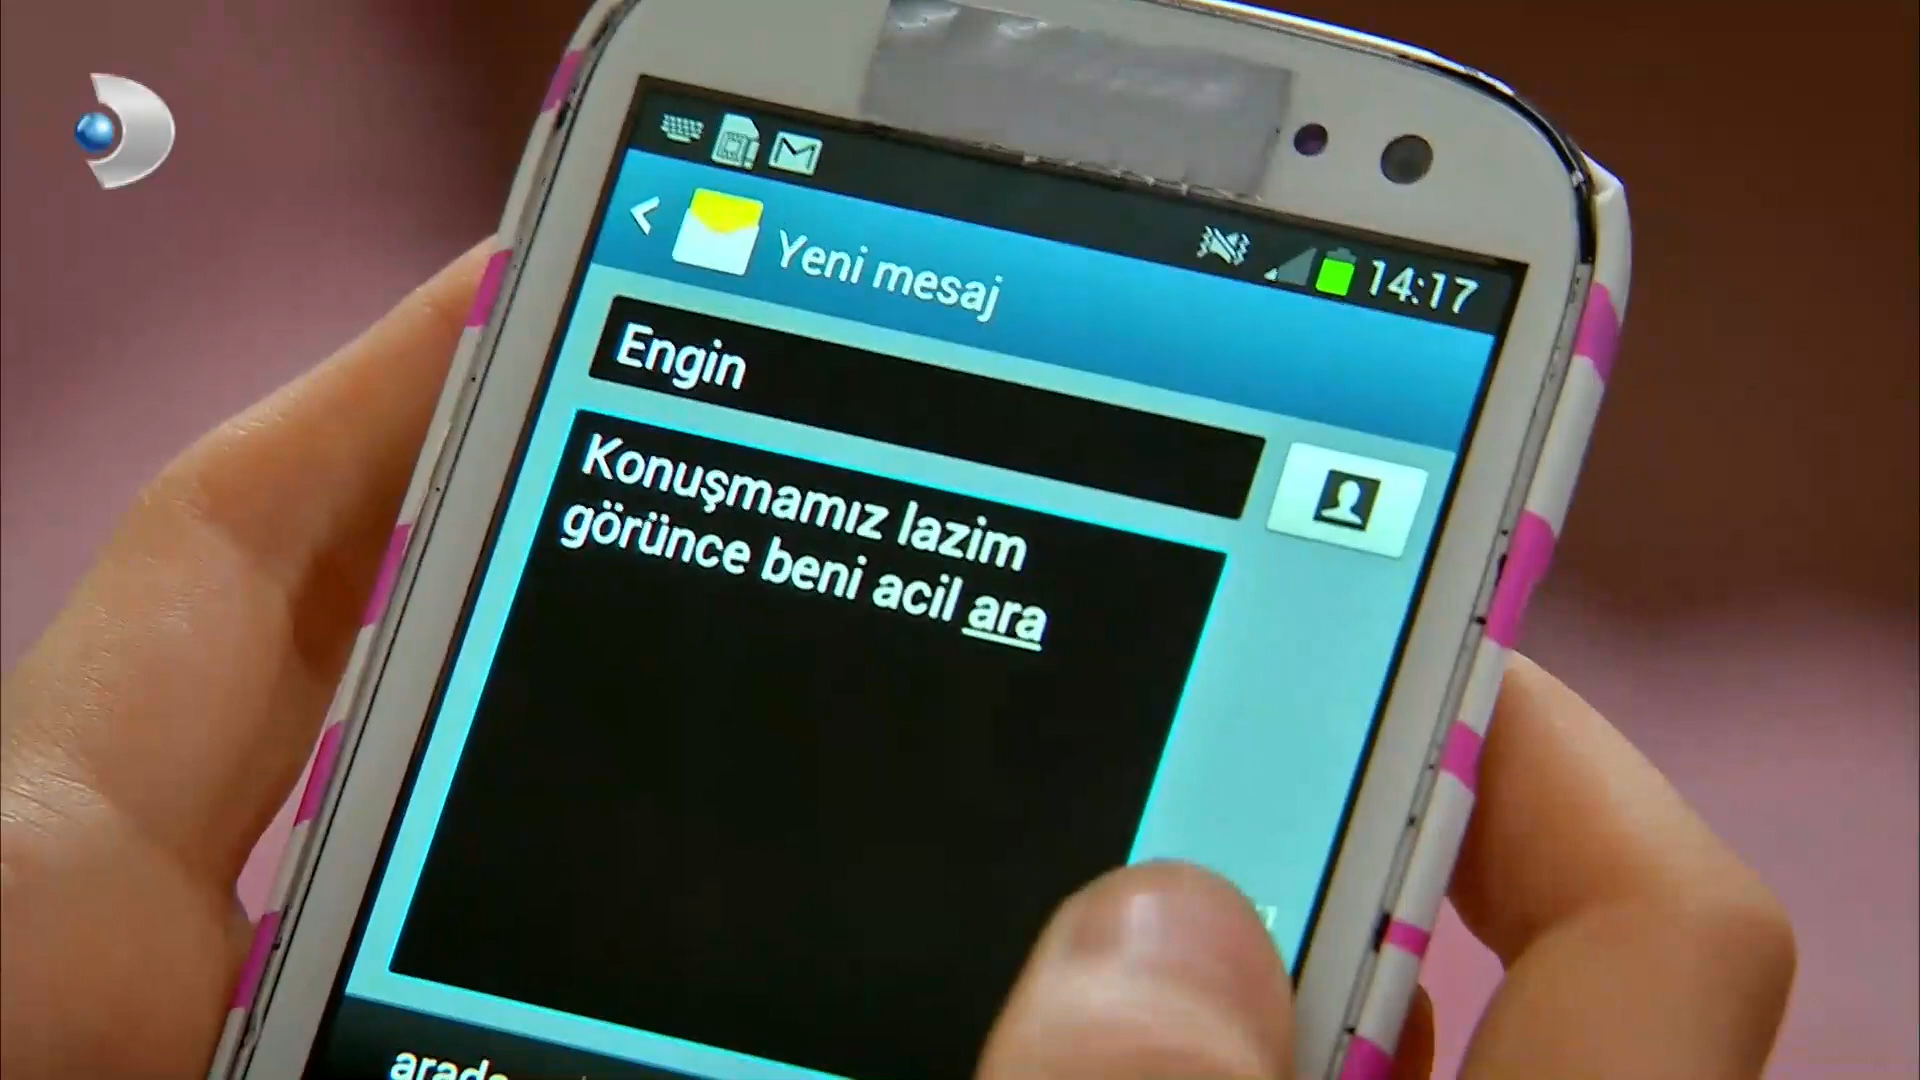 14:17
Yeni mesaj
Engin
Konuşmamız lazim
görünce beni acil ara